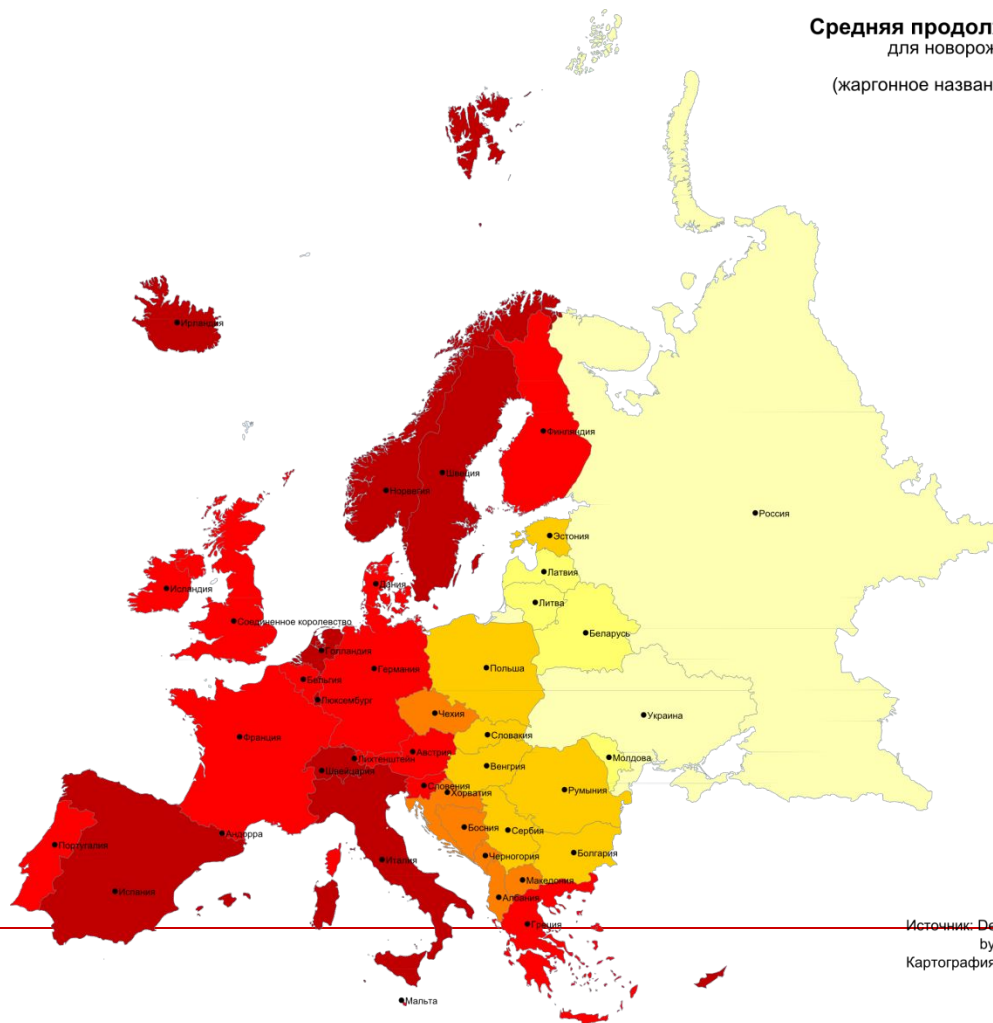 Средняя продол
для новорож
(жаргонное назван
Ирландия
Финляндия
Швеция
Норвегия
Россия
Эстония
Латвия
Дания
Исландия
Литва
Соединенное королевство
Беларусь
Голландия
Польша
Германия
Бельгия
Люксембург
Чехия
Украина
Словакия
Франция
Австрия
Молдова
Лихтенштейн
Венгрия
Швейцария
Словения
Румыния
Хорватия
Босния
Сербия
Андорра
Португалия
Болгария
Черногория
Италия
Македония
Испания
Албания
Греция
Источник: De
by
Картография
Мальта